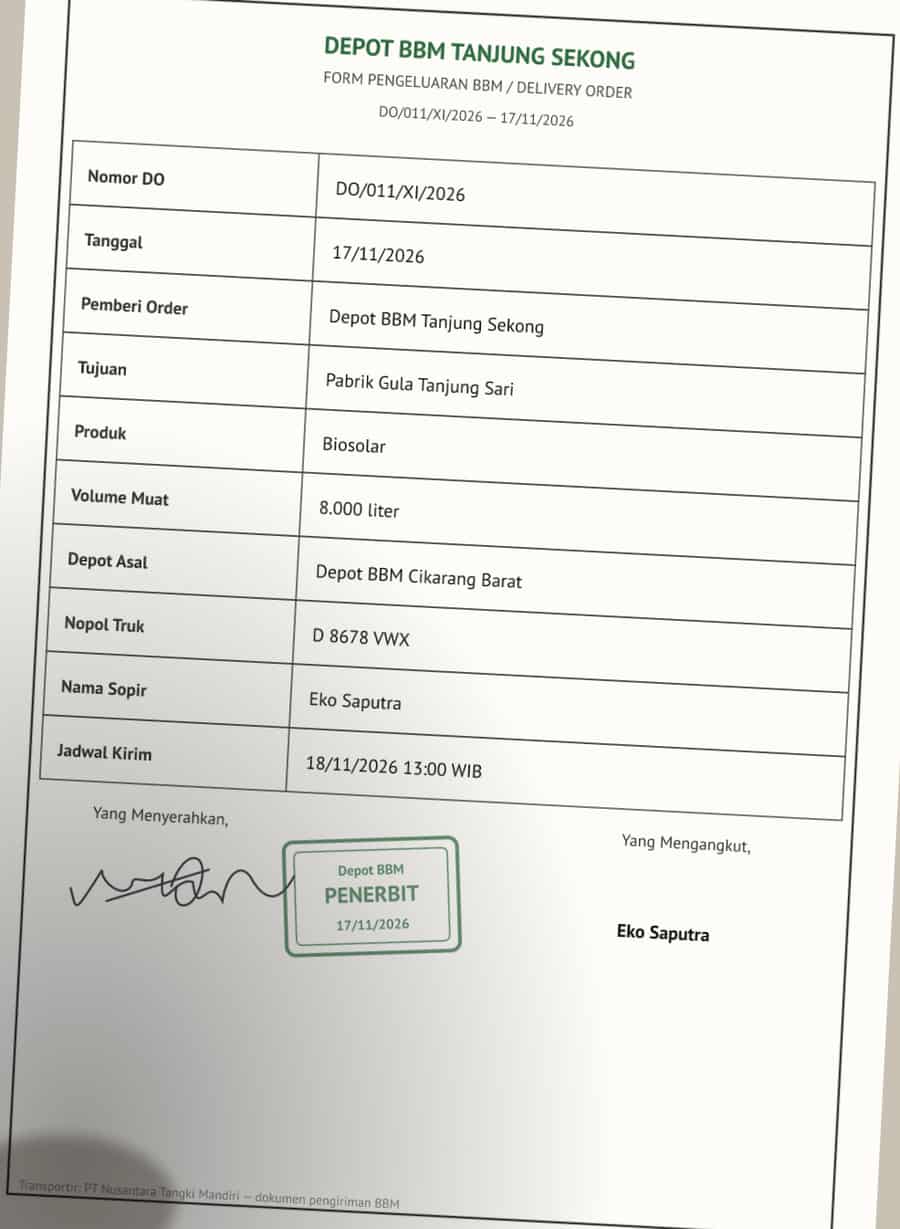 DEPOT BBM TANJUNG SEKONG
FORM PENGELUARAN BBM / DELIVERY ORDER
DO/011/XI/2026 — 17/11/2026
Nomor DO DO/011/XI/2026
Tanggal 17/11/2026
Pemberi Order Depot BBM Tanjung Sekong
Tujuan Pabrik Gula Tanjung Sari
Produk Biosolar
Volume Muat 8.000 liter
Depot Asal Depot BBM Cikarang Barat
Nopol Truk D 8678 VWX
Nama Sopir Eko Saputra
Jadwal Kirim 18/11/2026 13:00 WIB
Yang Menyerahkan,
Yang Mengangkut,
Depot BBM
PENERBIT
17/11/2026
Eko Saputra
Transportir: PT Nusantara Tangki Mandiri — dokumen pengiriman BBM